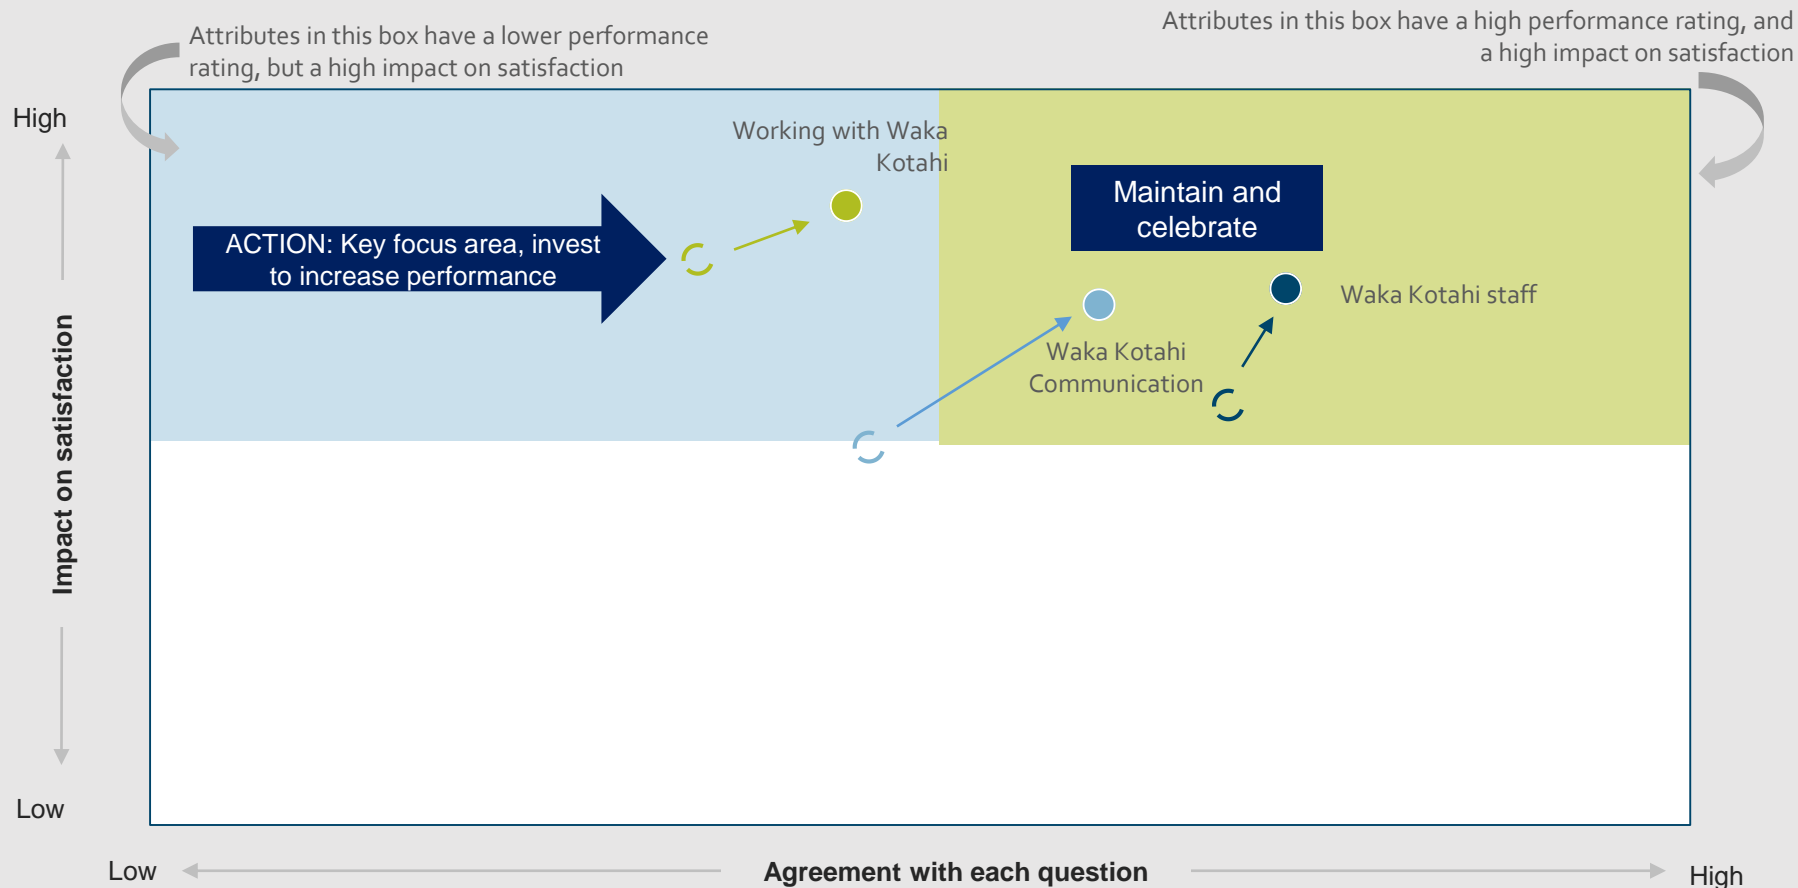 Attributes in this box have a lower performance
rating, but a high impact on satisfaction
Attributes in this box have a high performance rating, and
a high impact on satisfaction
High
Working with Waka
Kotahi
Maintain and
celebrate
ACTION: Key focus area, invest
to increase performance
Waka Kotahi staff
Waka Kotahi
Communication
Impact on satisfaction
Low
Low
Agreement with each question
High